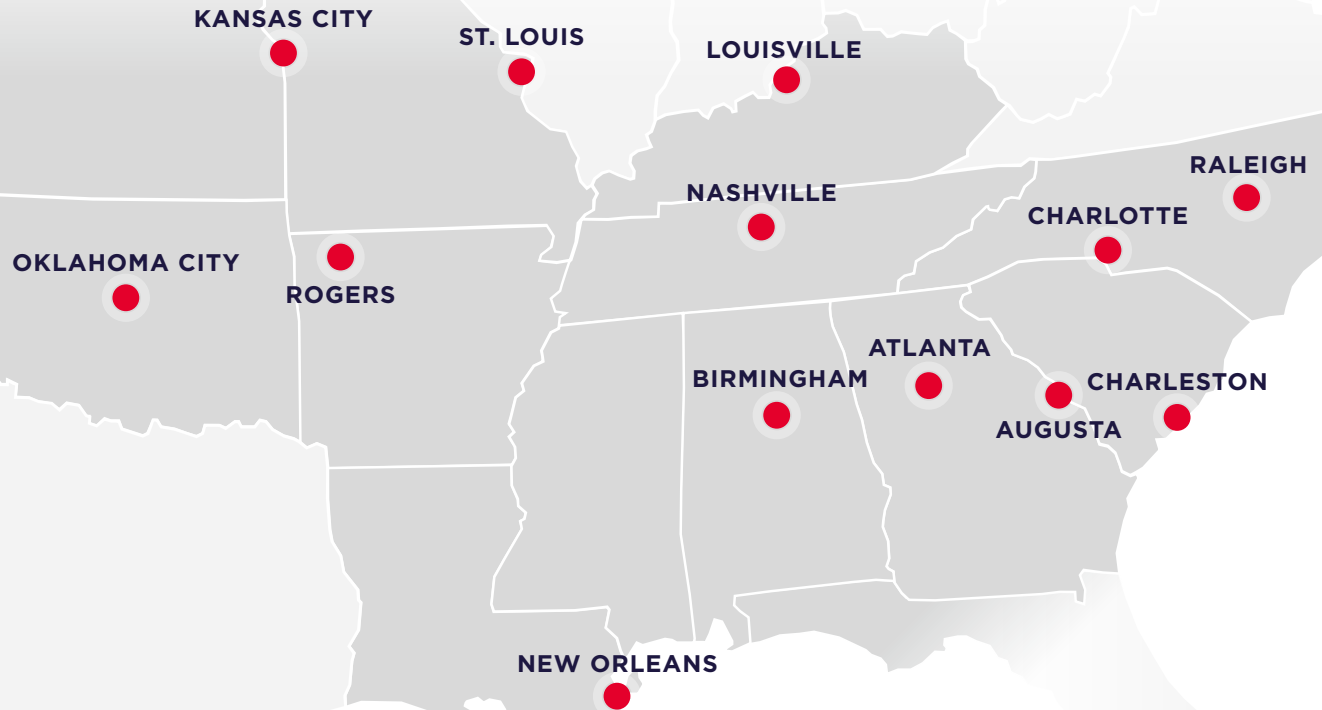 KANSAS CITY
ST. LOUIS
LOUISVILLE
RALEIGH
NASHVILLE
CHARLOTTE
OKLAHOMA CITY
ROGERS
ATLANTA
BIRMINGHAM
CHARLESTON
AUGUSTA
NEW ORLEANS